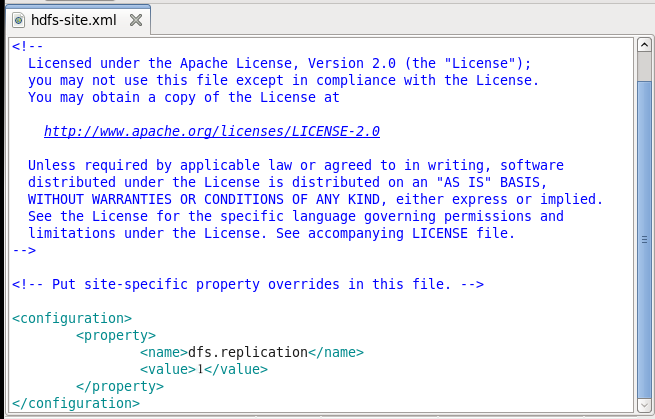 hdfs-site.xml
<!--
Licensed under the Apache License, Version 2.0 (the "License");
you may not use this file except in compliance with the License.
You may obtain a copy of the License at
http://www.apache.org/licenses/LICENSE-2.0
Unless required by applicable law or agreed to in writing, software
distributed under the License is distributed on an "AS IS" BASIS,
WITHOUT WARRANTIES OR CONDITIONS OF ANY KIND, either express or implied.
See the License for the specific language governing permissions and
limitations under the License. See accompanying LICENSE file.
-->
<!-- Put site-specific property overrides in this file. -->
<configuration>
<property>
<name>dfs.replication</name>
<value>1</value>
</property>
</configuration>